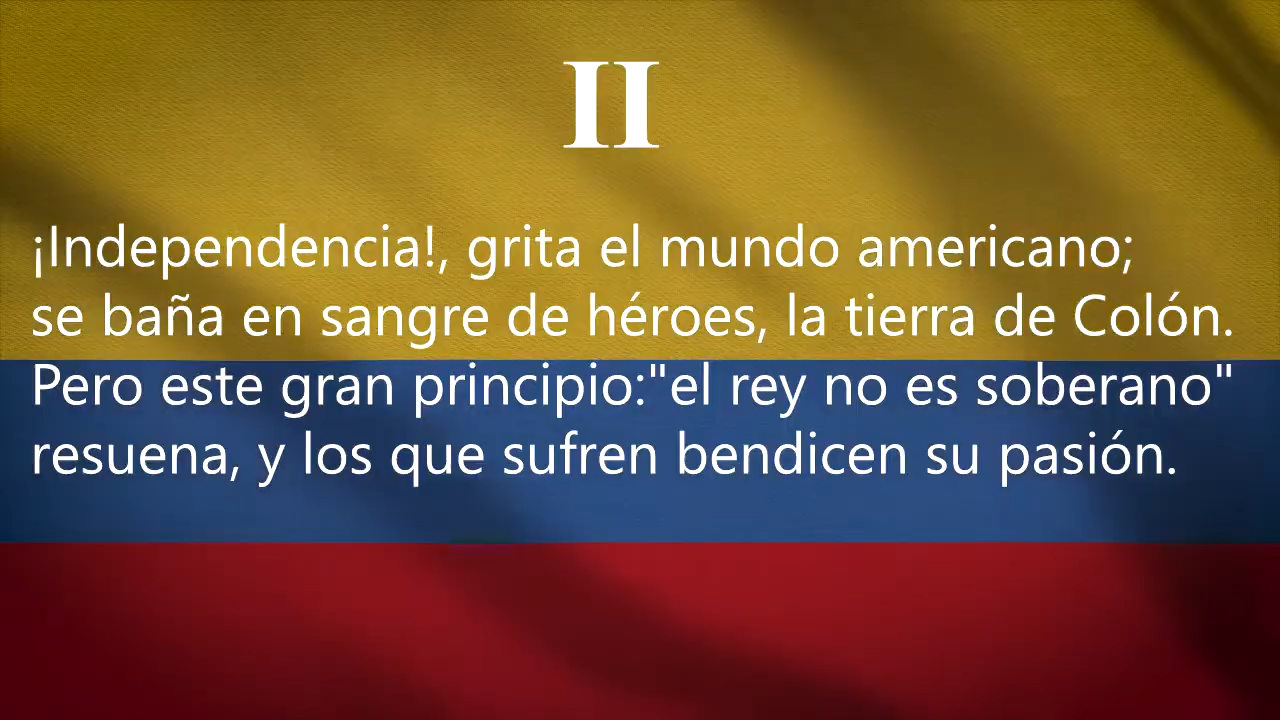 II
¡Independencia!, grita el mundo americano;
se baña en sangre de héroes, la tierra de Colón.
Pero este gran principio:"el rey no es soberano"
resuena, y los que sufren bendicen su pasión.